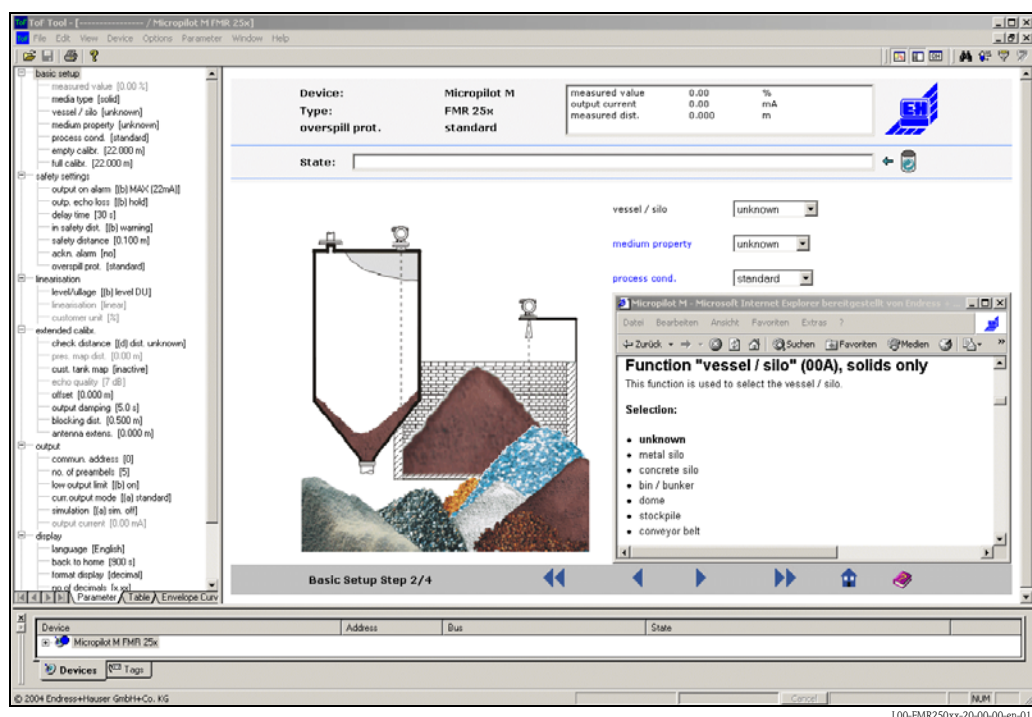 ToF Tool - [---------------- / Micropilot M FMR 25x]
File Edit View Device Options Parameter Window Help
basic setup
measured value [0.00 %]
media type [solid]
vessel / silo [unknown]
medium property [unknown]
process cond. [standard]
empty calibr. [22.000 m]
full calibr. [22.000 m]
safety settings
output on alarm [(b) MAX (22mA)]
outp. echo loss [(b) hold]
delay time [30 s]
in safety dist. [(b) warning]
safety distance [0.100 m]
ackn. alarm [no]
overspill prot. [standard]
linearisation
level/ullage [(b) level DU]
linearisation [linear]
customer unit [%]
extended calibr.
check distance [(d) dist. unknown]
pres. map dist. [0.00 m]
cust. tank map [inactive]
echo quality [7 dB]
offset [0.000 m]
output damping [5.0 s]
blocking dist. [0.500 m]
antenna extens. [0.000 m]
output
commun. address [0]
no. of preambels [5]
low output limit [(b) on]
curr.output mode [(a) standard]
simulation [(a) sim. off]
output current [0.00 mA]
display
language [English]
back to home [900 s]
format display [decimal]
no.of decimals [x.xx]
Parameter Table Envelope Curv
Device: Micropilot M
Type: FMR 25x
overspill prot. standard
measured value 0.00 %
output current 0.00 mA
measured dist. 0.000 m
EH
State:
vessel / silo unknown
medium property unknown
process cond. standard
Micropilot M - Microsoft Internet Explorer bereitgestellt von Endress + ...
Datei Bearbeiten Ansicht Favoriten Extras ?
Zurück Suchen Favoriten Medien
Function "vessel / silo" (00A), solids only
This function is used to select the vessel / silo.
Selection:
• unknown
• metal silo
• concrete silo
• bin / bunker
• dome
• stockpile
• conveyor belt
Basic Setup Step 2/4
Device Address Bus State
Micropilot M FMR 25x
Devices Tags
© 2004 Endress+Hauser GmbH+Co. KG Cancel NUM
L00-FMR250xx-20-00-00-en-01